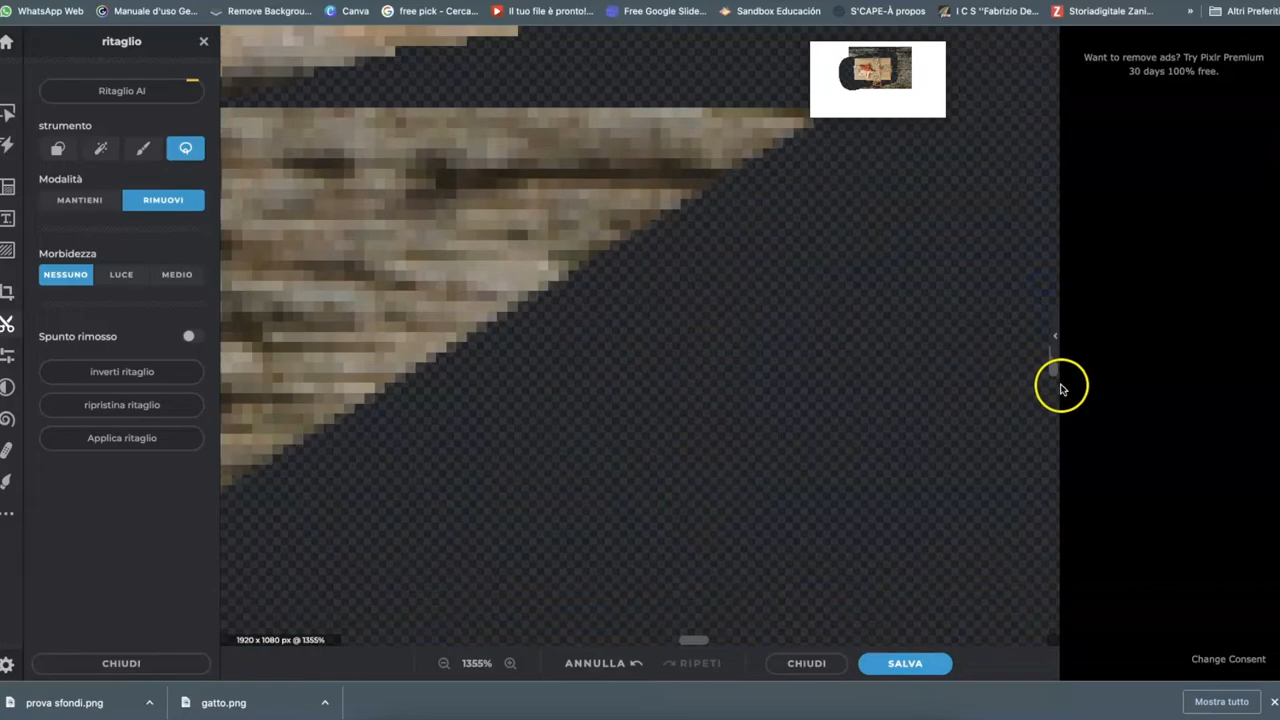 WhatsApp Web
Manuale d'uso Ge...
Remove Backgrou...
Canva
free pick - Cerca...
Il tuo file è pronto!...
Free Google Slide...
Sandbox Educación
S'CAPE-À propos
I C S "Fabrizio De...
Storiadigitale Zani...
»
Altri Preferiti
ritaglio
Ritaglio AI
strumento
Modalità
MANTIENI
RIMUOVI
Morbidezza
NESSUNO
LUCE
MEDIO
Spunto rimosso
inverti ritaglio
ripristina ritaglio
Applica ritaglio
CHIUDI
Want to remove ads? Try Pixlr Premium
30 days 100% free.
1920 x 1080 px @ 1355%
1355%
ANNULLA
RIPETI
CHIUDI
SALVA
Change Consent
prova sfondi.png
gatto.png
Mostra tutto